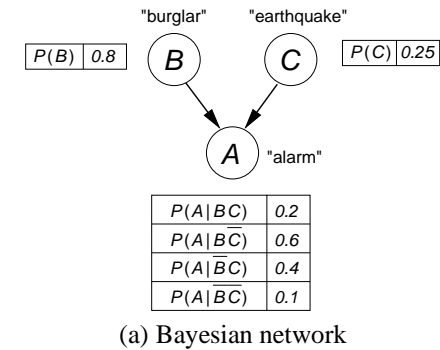 "burglar" "earthquake"
P(B) 0.8 B C P(C) 0.25
A "alarm"
P(A|BC) 0.2
P(A|BC̅) 0.6
P(A|B̅C) 0.4
P(A|B̅C̅) 0.1
(a) Bayesian network